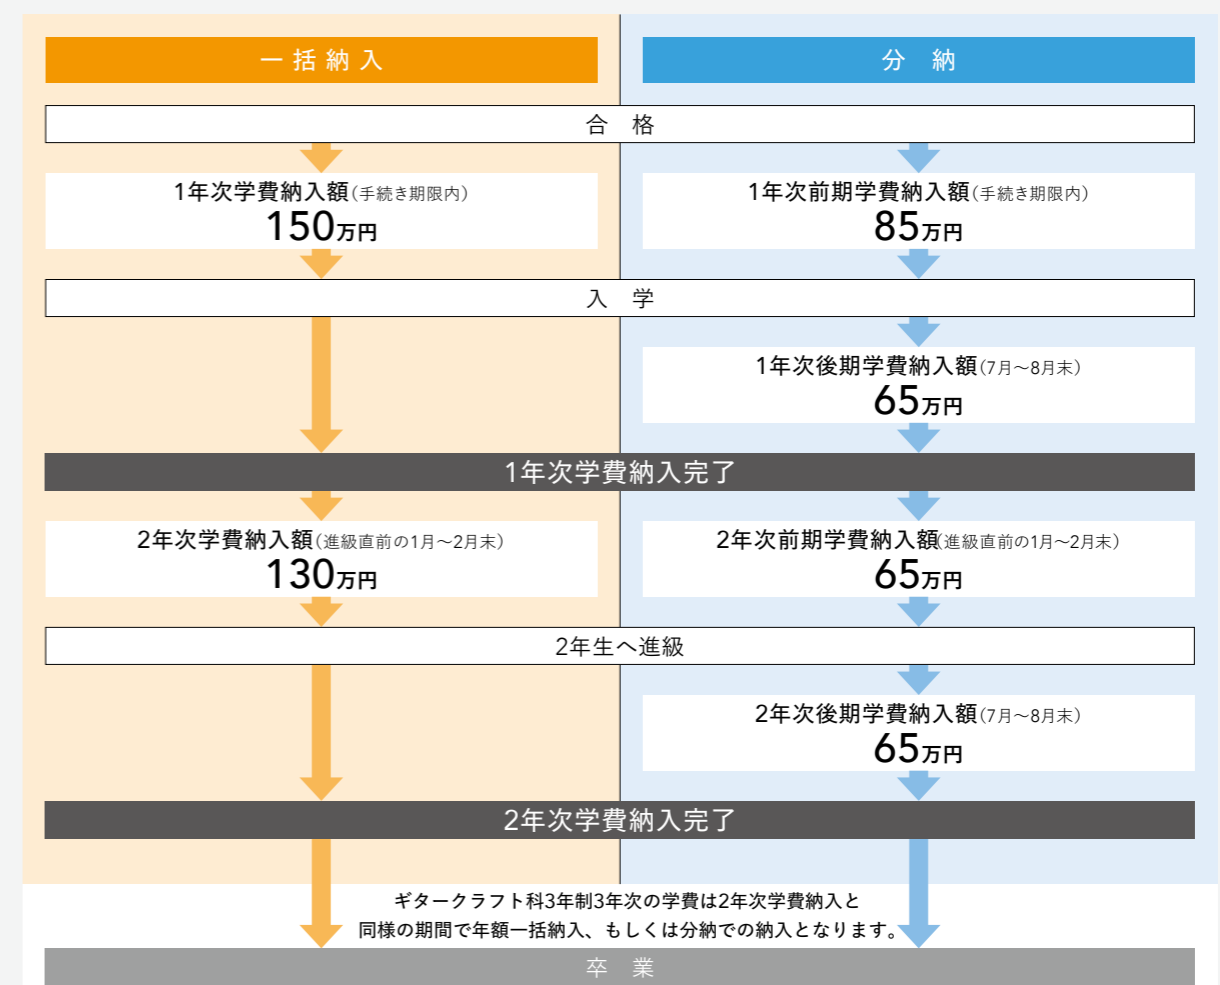 一括納入
分 納
合 格
1年次学費納入額(手続き期限内)
150万円
1年次前期学費納入額(手続き期限内)
85万円
入 学
1年次後期学費納入額(7月〜8月末)
65万円
1年次学費納入完了
2年次学費納入額(進級直前の1月〜2月末)
130万円
2年次前期学費納入額(進級直前の1月〜2月末)
65万円
2年生へ進級
2年次後期学費納入額(7月〜8月末)
65万円
2年次学費納入完了
ギタークラフト科3年制3年次の学費は2年次学費納入と
同様の期間で年額一括納入、もしくは分納での納入となります。
卒 業